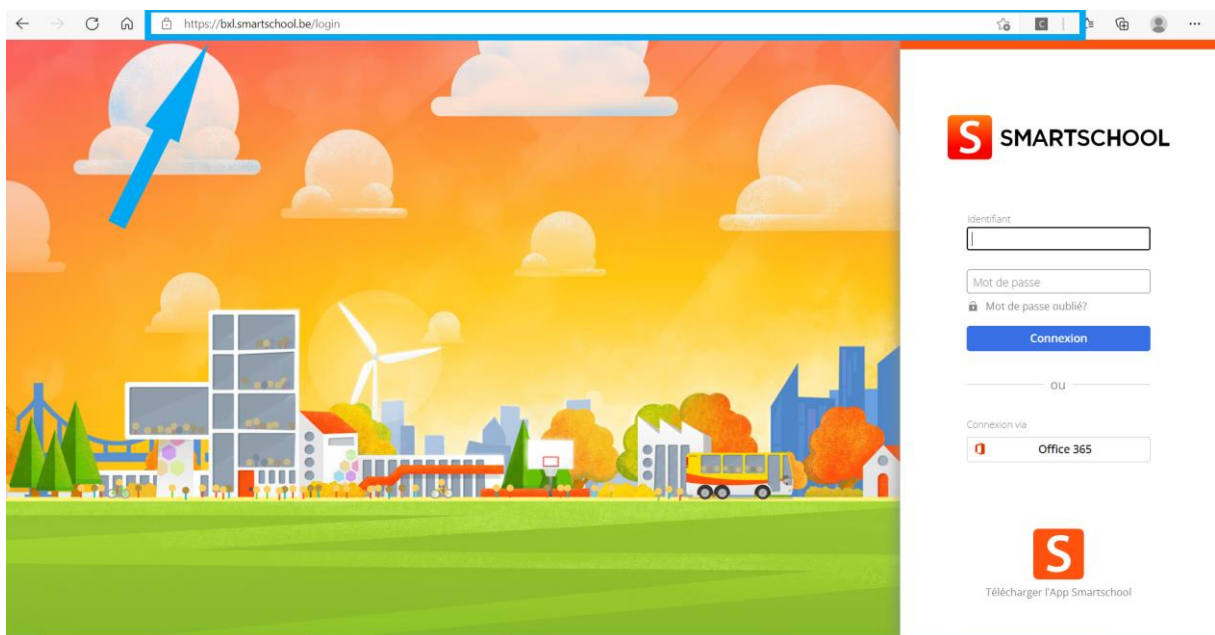 https://bxl.smartschool.be/login
C
S SMARTSCHOOL
Identifiant
Mot de passe
Mot de passe oublié?
Connexion
ou
Connexion via
Office 365
S
Télécharger l'App Smartschool